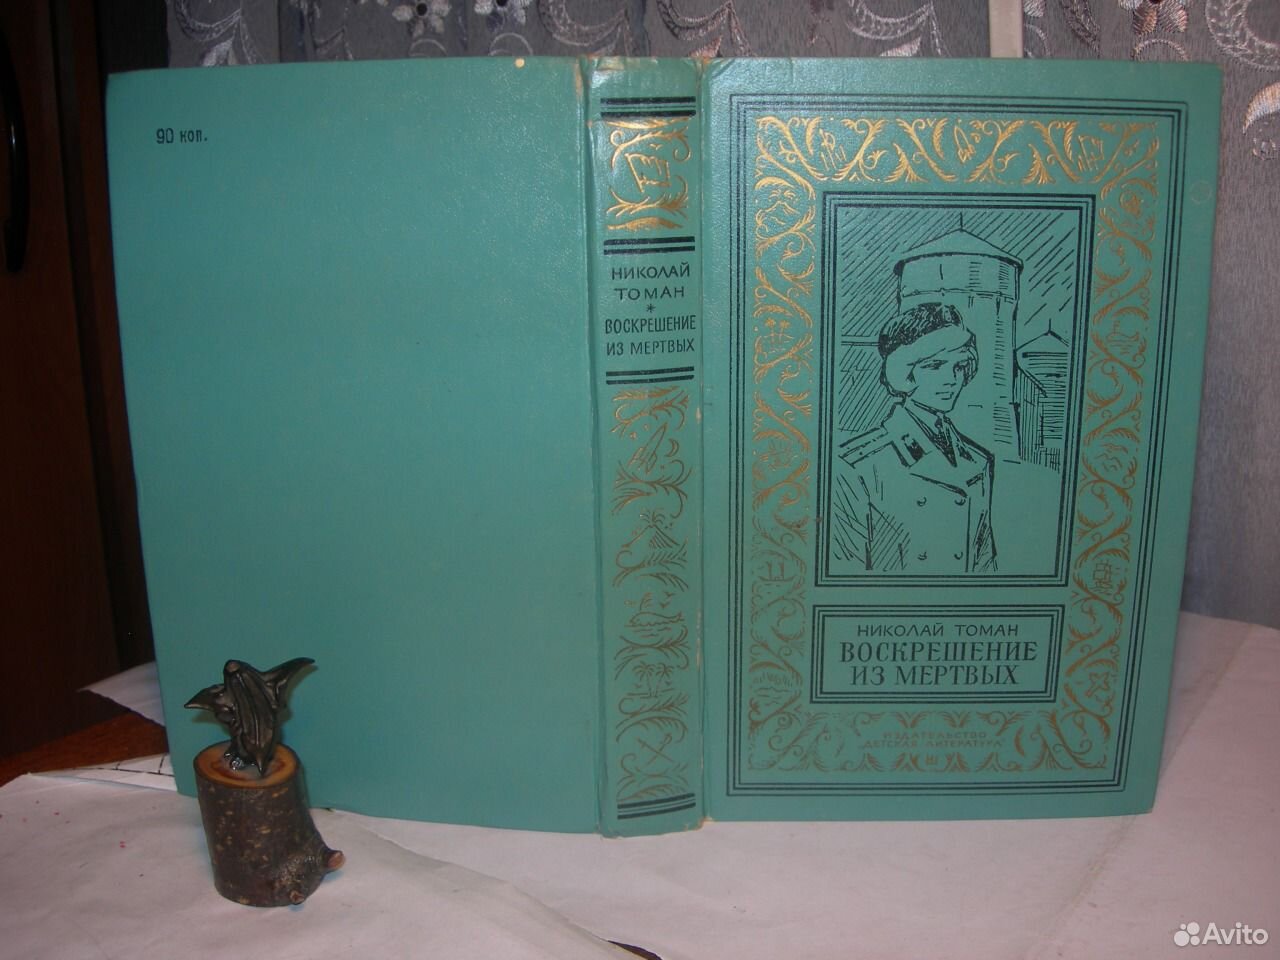 90 коп.
НИКОЛАЙ
ТОМАН
*
ВОСКРЕШЕНИЕ
ИЗ МЕРТВЫХ
НИКОЛАЙ ТОМАН
ВОСКРЕШЕНИЕ
ИЗ МЕРТВЫХ
ИЗДАТЕЛЬСТВО
"ДЕТСКАЯ ЛИТЕРАТУРА"
Avito